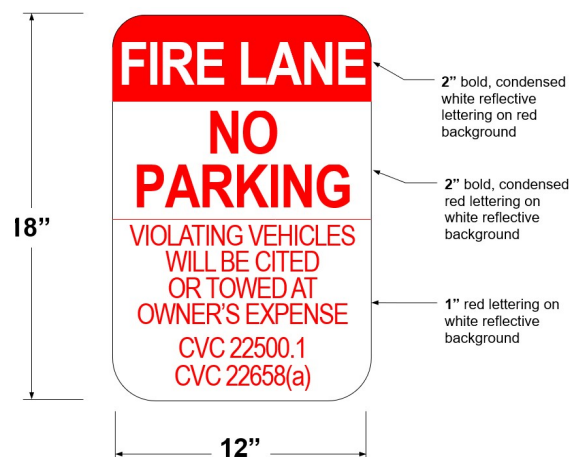 FIRE LANE
NO
PARKING
VIOLATING VEHICLES
WILL BE CITED
OR TOWED AT
OWNER'S EXPENSE
CVC 22500.1
CVC 22658(a)
18”
12”
2” bold, condensed
white reflective
lettering on red
background
2” bold, condensed
red lettering on
white reflective
background
1” red lettering on
white reflective
background